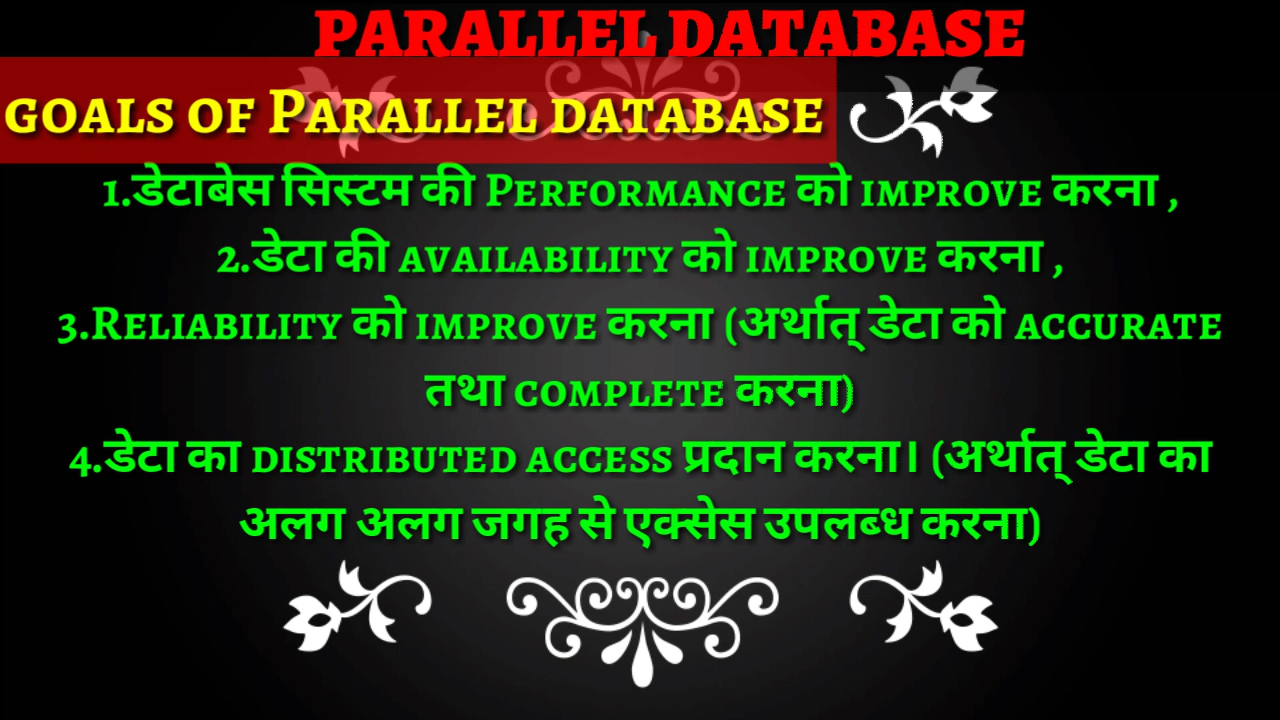 PARALLEL DATABASE
GOALS OF PARALLEL DATABASE
1.डेटाबेस सिस्टम की PERFORMANCE को IMPROVE करना ,
2.डेटा की AVAILABILITY को IMPROVE करना ,
3.RELIABILITY को IMPROVE करना (अर्थात् डेटा को ACCURATE
तथा COMPLETE करना)
4.डेटा का DISTRIBUTED ACCESS प्रदान करना। (अर्थात् डेटा का
अलग अलग जगह से एक्सेस उपलब्ध करना)